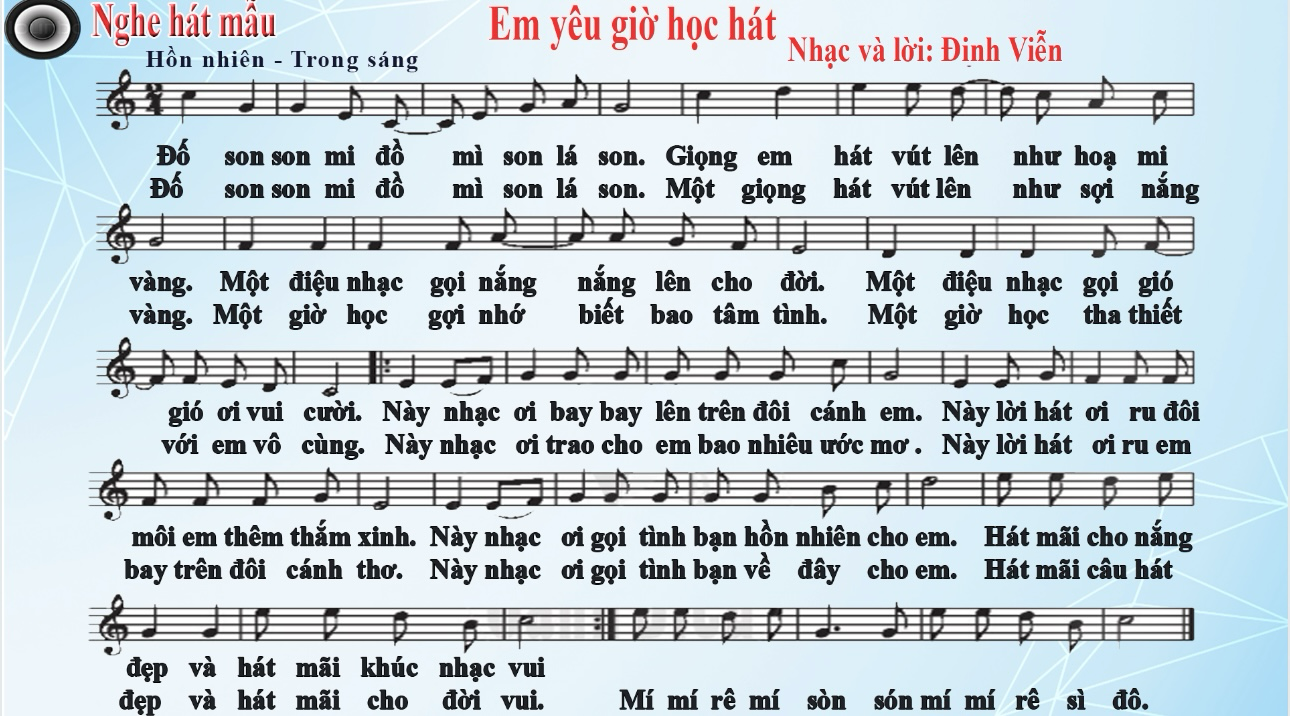 Nghe hát mẫu
Em yêu giờ học hát
Nhạc và lời: Định Viễn
Hồn nhiên - Trong sáng
2
4
Đố son son mi đồ mì son lá son. Giọng em hát vút lên như hoạ mi
Đố son son mi đồ mì son lá son. Một giọng hát vút lên như sợi nắng
vàng. Một điệu nhạc gọi nắng nắng lên cho đời. Một điệu nhạc gọi gió
vàng. Một giờ học gợi nhớ biết bao tâm tình. Một giờ học tha thiết
gió ơi vui cười. Này nhạc ơi bay bay lên trên đôi cánh em. Này lời hát ơi ru đôi
với em vô cùng. Này nhạc ơi trao cho em bao nhiêu ước mơ . Này lời hát ơi ru em
môi em thêm thắm xinh. Này nhạc ơi gọi tình bạn hồn nhiên cho em. Hát mãi cho nắng
bay trên đôi cánh thơ. Này nhạc ơi gọi tình bạn về đây cho em. Hát mãi câu hát
đẹp và hát mãi khúc nhạc vui
đẹp và hát mãi cho đời vui. Mí mí rê mí sòn són mí mí rê sì đô.